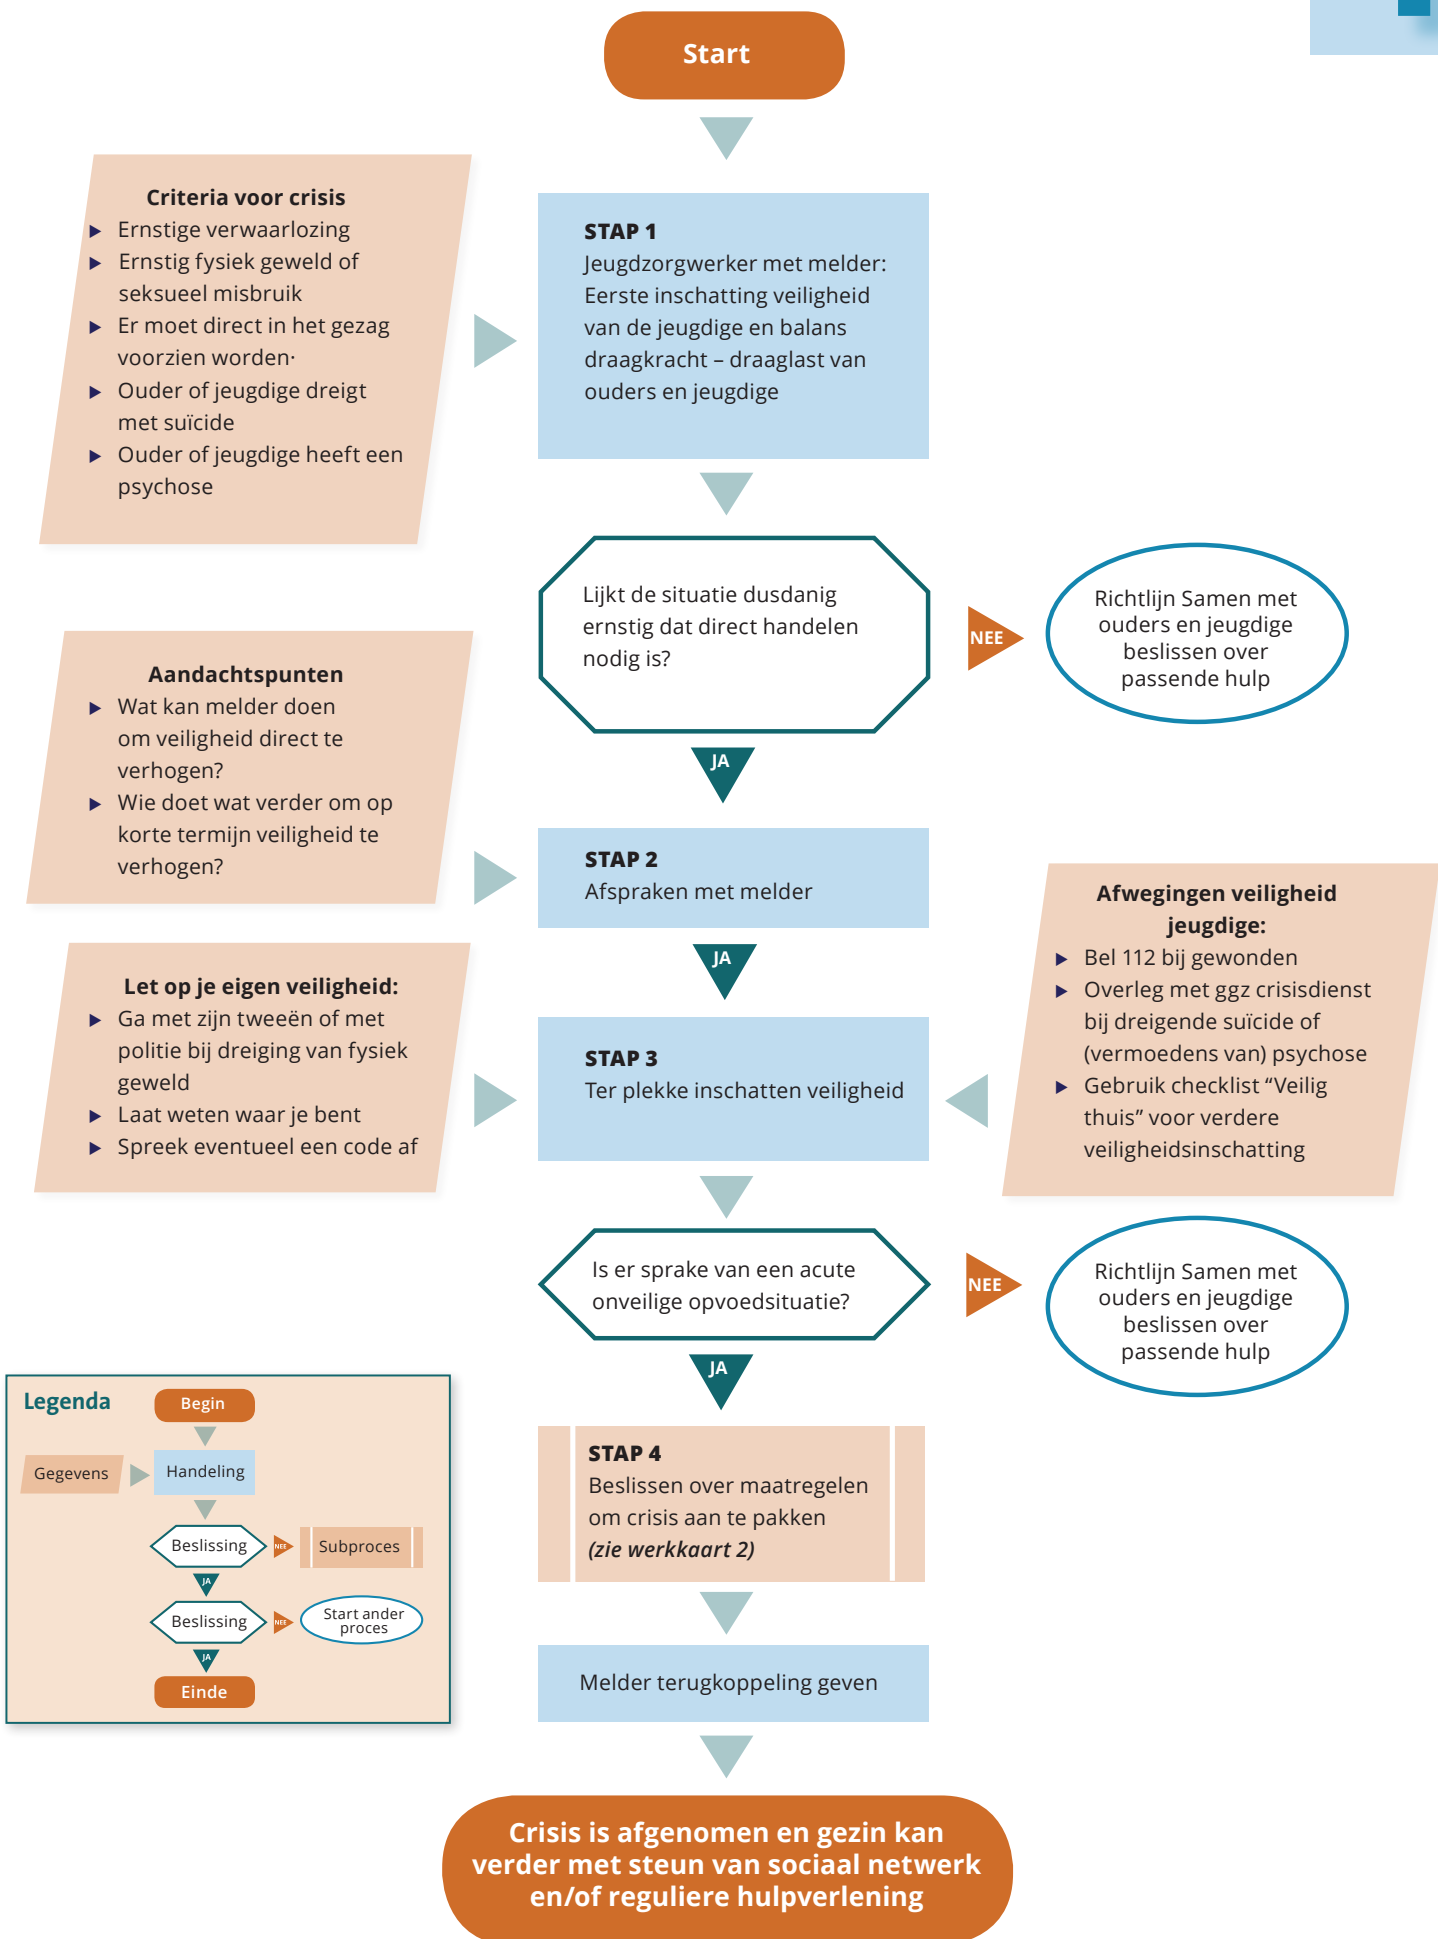 Start
Criteria voor crisis
Ernstige verwaarlozing
Ernstig fysiek geweld of
seksueel misbruik
Er moet direct in het gezag
voorzien worden·
Ouder of jeugdige dreigt
met suïcide
Ouder of jeugdige heeft een
psychose
STAP 1
Jeugdzorgwerker met melder:
Eerste inschatting veiligheid
van de jeugdige en balans
draagkracht – draaglast van
ouders en jeugdige
Lijkt de situatie dusdanig
ernstig dat direct handelen
nodig is?
NEE
Richtlijn Samen met
ouders en jeugdige
beslissen over
passende hulp
JA
Aandachtspunten
Wat kan melder doen
om veiligheid direct te
verhogen?
Wie doet wat verder om op
korte termijn veiligheid te
verhogen?
STAP 2
Afspraken met melder
JA
Let op je eigen veiligheid:
Ga met zijn tweeën of met
politie bij dreiging van fysiek
geweld
Laat weten waar je bent
Spreek eventueel een code af
STAP 3
Ter plekke inschatten veiligheid
Afwegingen veiligheid
jeugdige:
Bel 112 bij gewonden
Overleg met ggz crisisdienst
bij dreigende suïcide of
(vermoedens van) psychose
Gebruik checklist “Veilig
thuis” voor verdere
veiligheidsinschatting
Is er sprake van een acute
onveilige opvoedsituatie?
NEE
Richtlijn Samen met
ouders en jeugdige
beslissen over
passende hulp
JA
STAP 4
Beslissen over maatregelen
om crisis aan te pakken
(zie werkkaart 2)
Melder terugkoppeling geven
Crisis is afgenomen en gezin kan
verder met steun van sociaal netwerk
en/of reguliere hulpverlening
Legenda
Begin
Gegevens
Handeling
Beslissing
NEE
Subproces
JA
Beslissing
NEE
Start ander
proces
JA
Einde